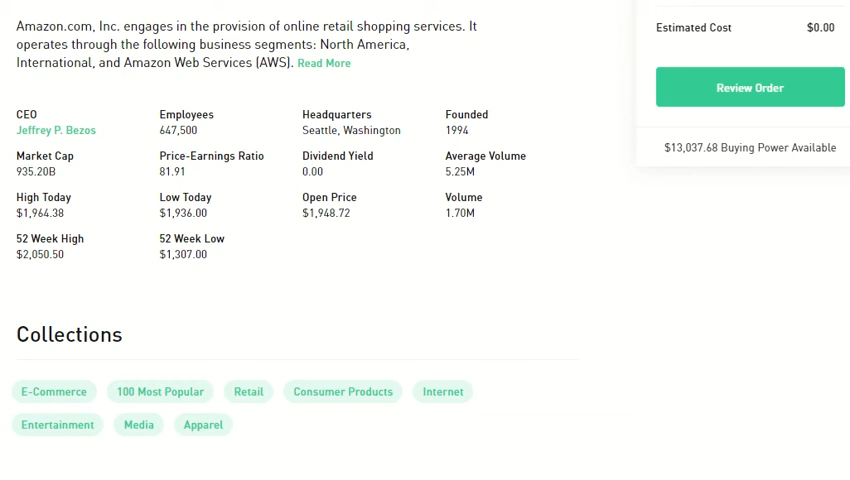 Amazon.com, Inc. engages in the provision of online retail shopping services. It
operates through the following business segments: North America,
International, and Amazon Web Services (AWS). Read More
CEO Employees Headquarters Founded
Jeffrey P. Bezos 647,500 Seattle, Washington 1994
Market Cap Price-Earnings Ratio Dividend Yield Average Volume
935.20B 81.91 0.00 5.25M
High Today Low Today Open Price Volume
$1,964.38 $1,936.00 $1,948.72 1.70M
52 Week High 52 Week Low
$2,050.50 $1,307.00
Collections
E-Commerce 100 Most Popular Retail Consumer Products Internet
Entertainment Media Apparel
Estimated Cost $0.00
Review Order
$13,037.68 Buying Power Available